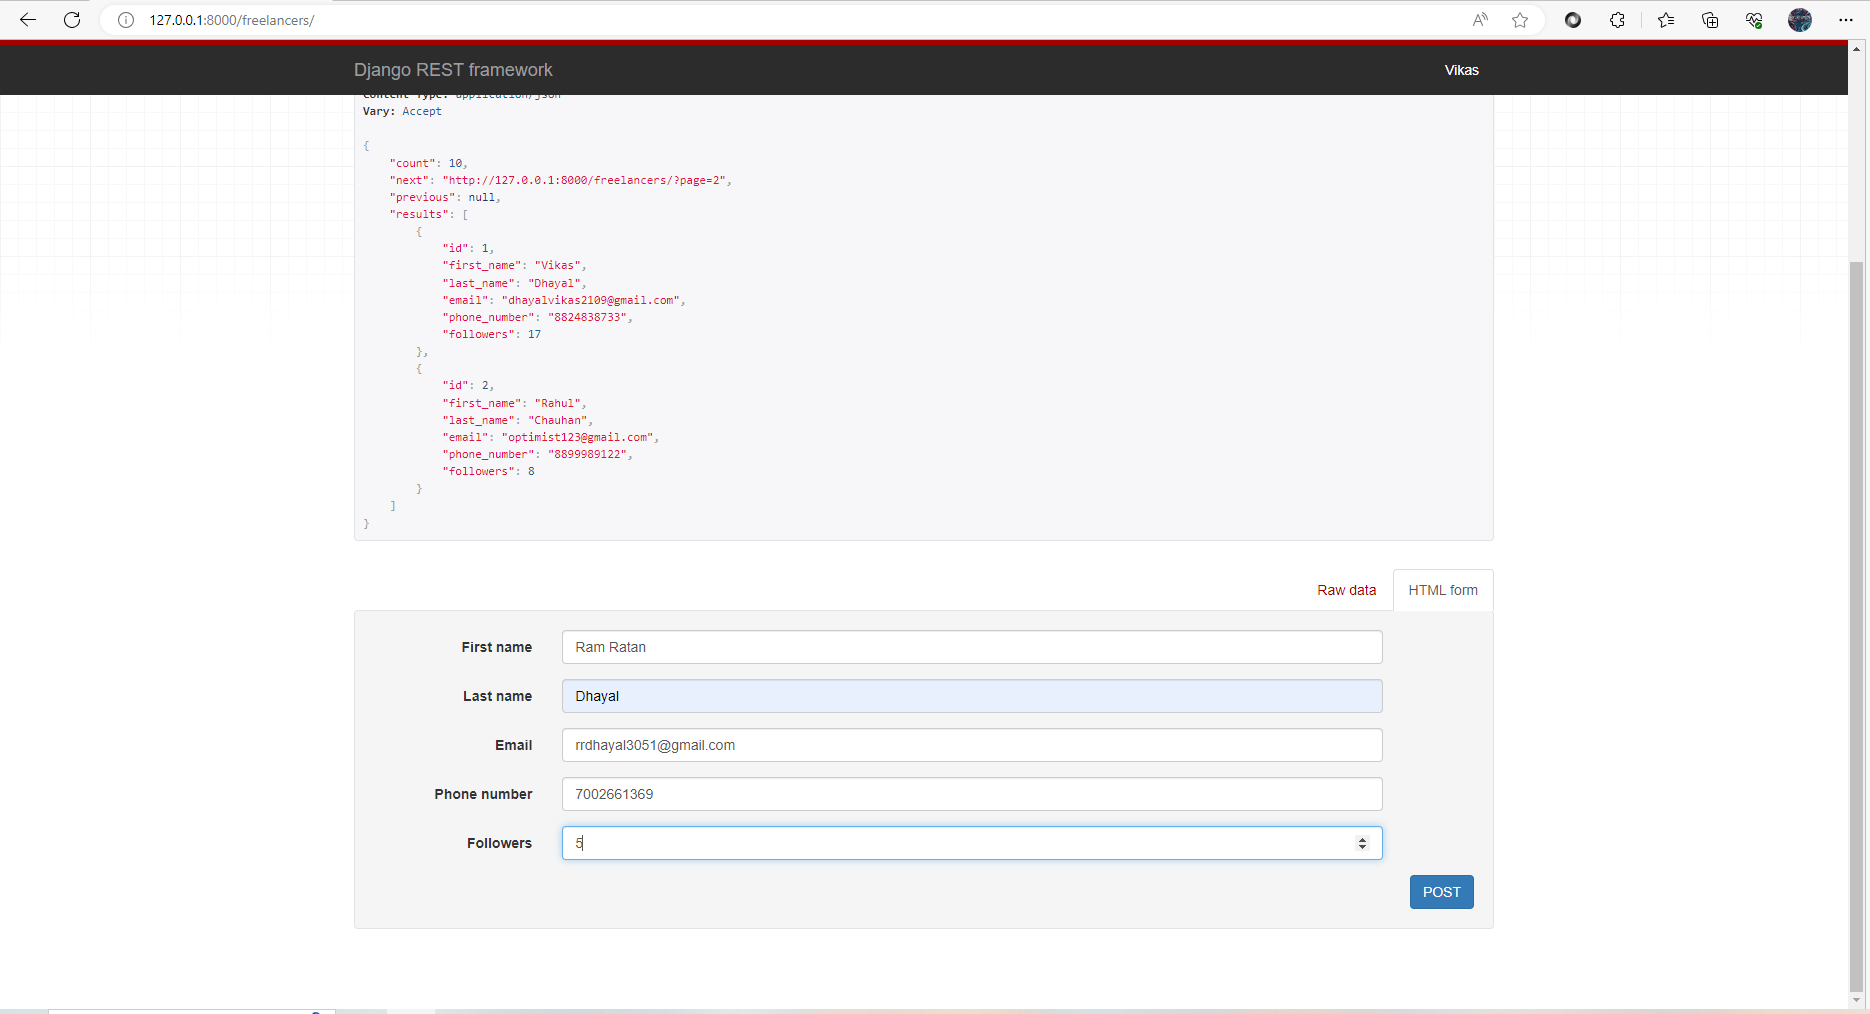 127.0.0.1:8000/freelancers/
Django REST framework
Vikas
Content-Type: application/json
Vary: Accept
{
"count": 10,
"next": "http://127.0.0.1:8000/freelancers/?page=2",
"previous": null,
"results": [
{
"id": 1,
"first_name": "Vikas",
"last_name": "Dhayal",
"email": "dhayalvikas2109@gmail.com",
"phone_number": "8824838733",
"followers": 17
},
{
"id": 2,
"first_name": "Rahul",
"last_name": "Chauhan",
"email": "optimist123@gmail.com",
"phone_number": "8899989122",
"followers": 8
}
]
}
Raw data
HTML form
First name
Ram Ratan
Last name
Dhayal
Email
rrdhayal3051@gmail.com
Phone number
7002661369
Followers
5
POST